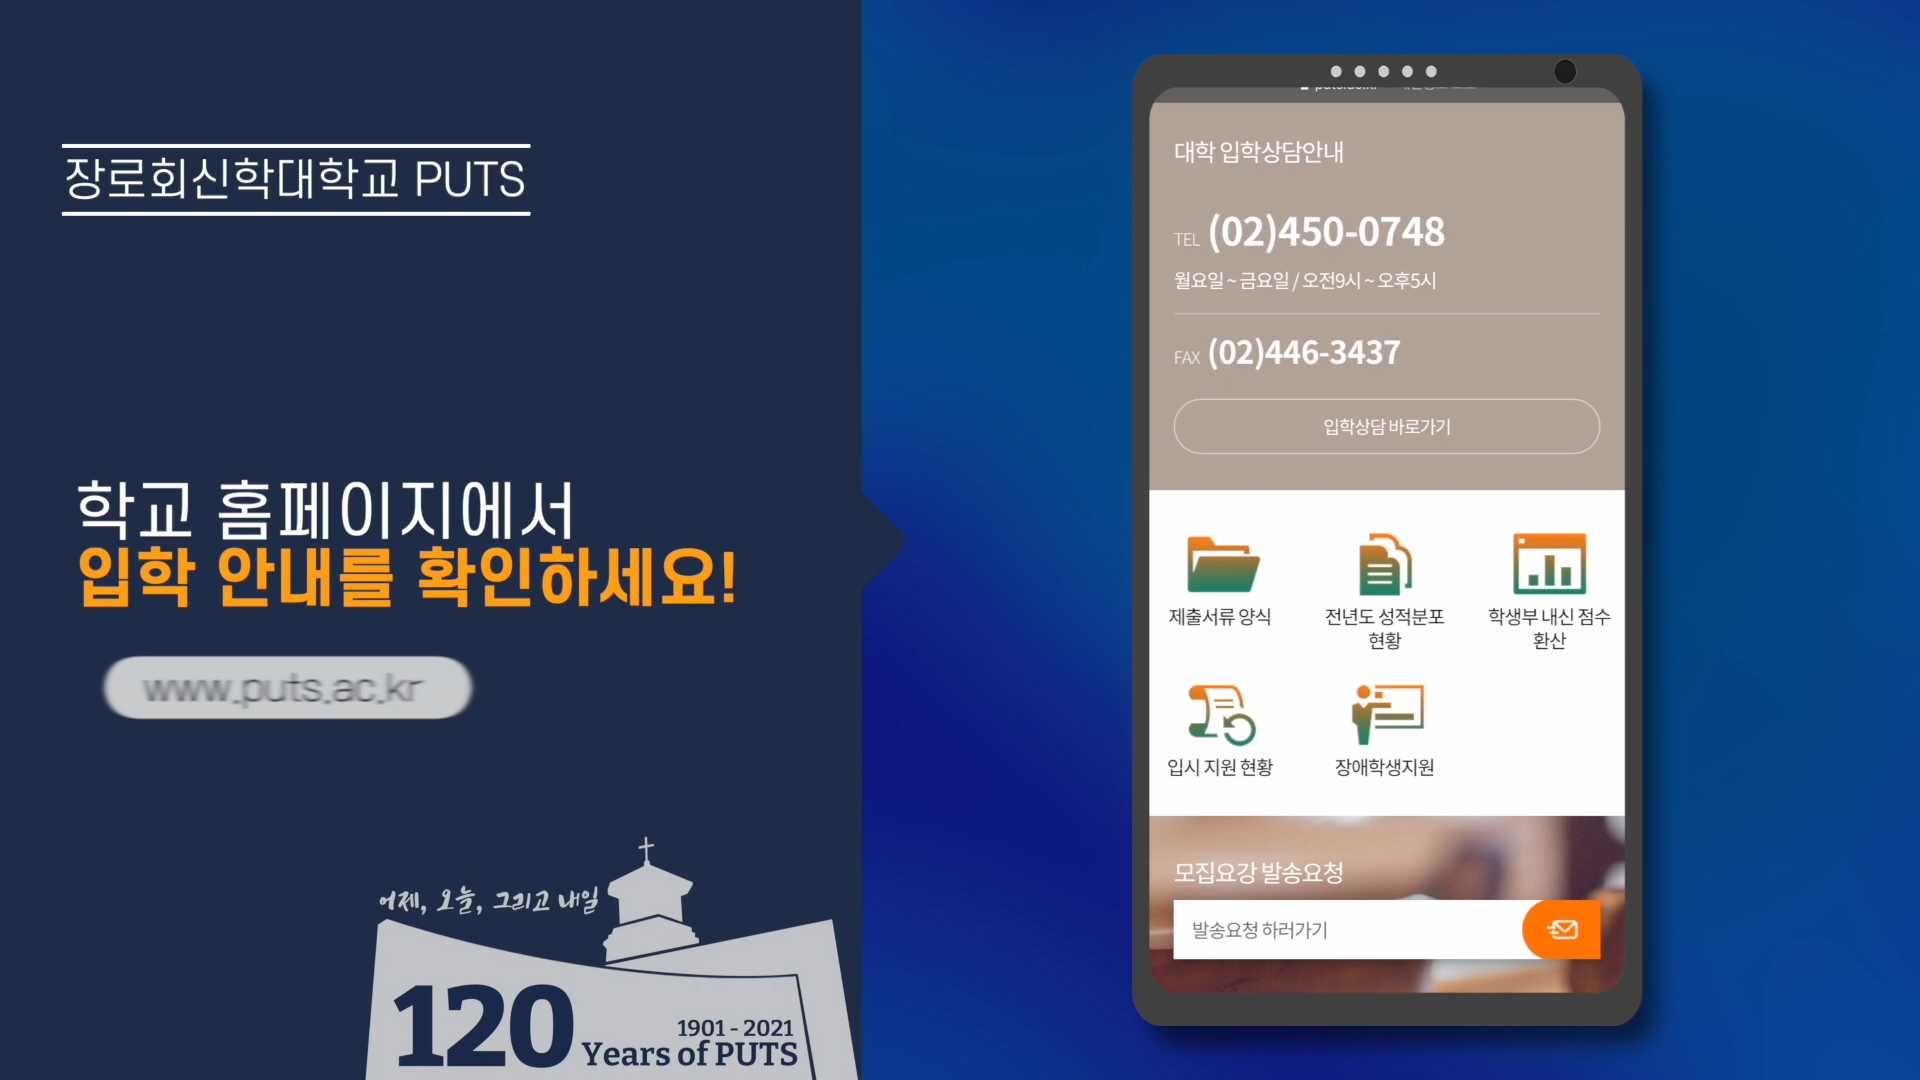 장로회신학대학교 PUTS
학교 홈페이지에서
입학 안내를 확인하세요!
www.puts.ac.kr
어제, 오늘, 그리고 내일
120
1901 - 2021
Years of PUTS
대학 입학상담안내
TEL (02)450-0748
월요일 ~ 금요일 / 오전9시 ~ 오후5시
FAX (02)446-3437
입학상담 바로가기
제출서류 양식
전년도 성적분포
현황
학생부 내신 점수
환산
입시 지원 현황
장애학생지원
모집요강 발송요청
발송요청 하러가기